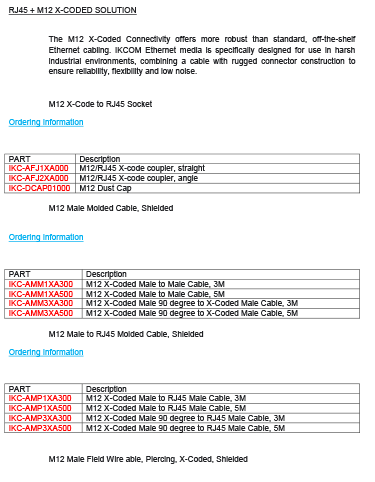 RJ45 + M12 X-CODED SOLUTION
The M12 X-Coded Connectivity offers more robust than standard, off-the-shelf
Ethernet cabling. IKCOM Ethernet media is specifically designed for use in harsh
industrial environments, combining a cable with rugged connector construction to
ensure reliability, flexibility and low noise.
M12 X-Code to RJ45 Socket
Ordering Information
PART Description
IKC-AFJ1XA000 M12/RJ45 X-code coupler, straight
IKC-AFJ2XA000 M12/RJ45 X-code coupler, angle
IKC-DCAP01000 M12 Dust Cap
M12 Male Molded Cable, Shielded
Ordering Information
PART Description
IKC-AMM1XA300 M12 X-Coded Male to Male Cable, 3M
IKC-AMM1XA500 M12 X-Coded Male to Male Cable, 5M
IKC-AMM3XA300 M12 X-Coded Male 90 degree to X-Coded Male Cable, 3M
IKC-AMM3XA500 M12 X-Coded Male 90 degree to X-Coded Male Cable, 5M
M12 Male to RJ45 Molded Cable, Shielded
Ordering Information
PART Description
IKC-AMP1XA300 M12 X-Coded Male to RJ45 Male Cable, 3M
IKC-AMP1XA500 M12 X-Coded Male to RJ45 Male Cable, 5M
IKC-AMP3XA300 M12 X-Coded Male 90 degree to RJ45 Male Cable, 3M
IKC-AMP3XA500 M12 X-Coded Male 90 degree to RJ45 Male Cable, 5M
M12 Male Field Wire able, Piercing, X-Coded, Shielded